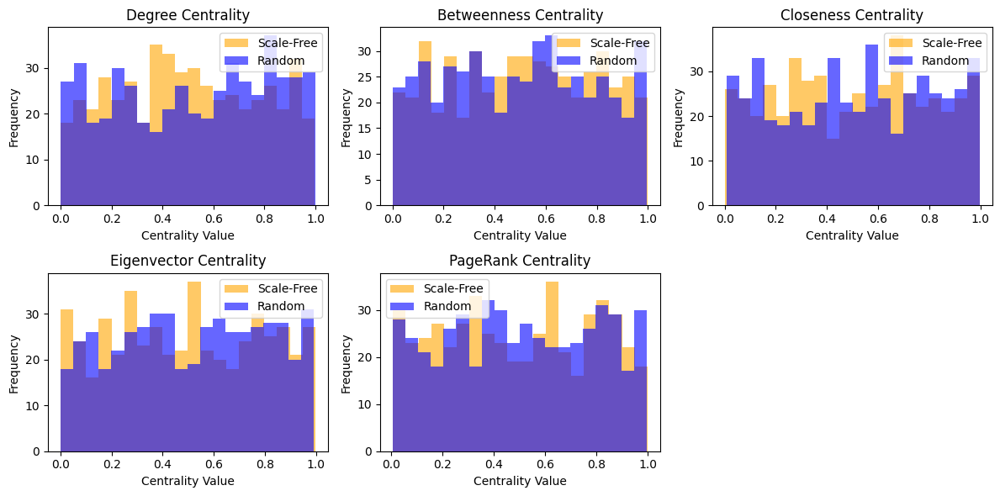 Degree Centrality
Scale-Free
Random
Frequency
30
20
10
0
0.0 0.2 0.4 0.6 0.8 1.0
Centrality Value
Betweenness Centrality
Scale-Free
Random
Frequency
30
25
20
15
10
5
0
0.0 0.2 0.4 0.6 0.8 1.0
Centrality Value
Closeness Centrality
Scale-Free
Random
Frequency
40
30
20
10
0
0.0 0.2 0.4 0.6 0.8 1.0
Centrality Value
Eigenvector Centrality
Scale-Free
Random
Frequency
30
20
10
0
0.0 0.2 0.4 0.6 0.8 1.0
Centrality Value
PageRank Centrality
Scale-Free
Random
Frequency
30
20
10
0
0.0 0.2 0.4 0.6 0.8 1.0
Centrality Value